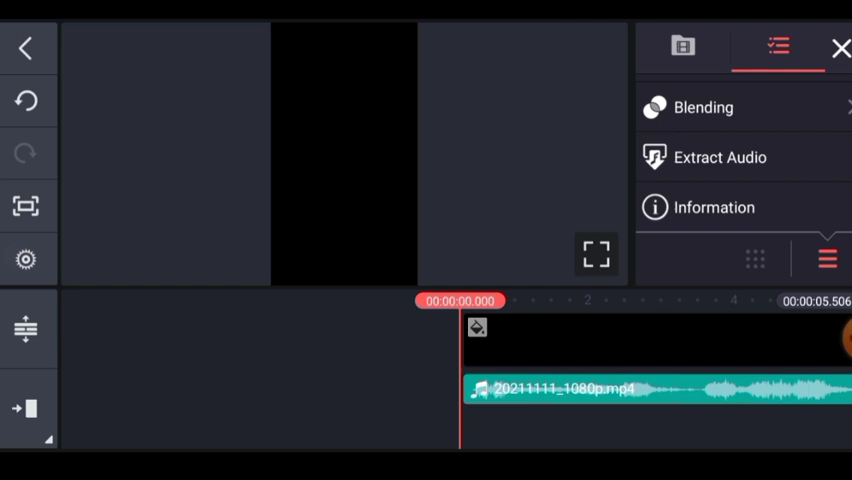 Blending
Extract Audio
i Information
00:00:00.000
2
4
00:00:05.506
20211111_1080p.mp4